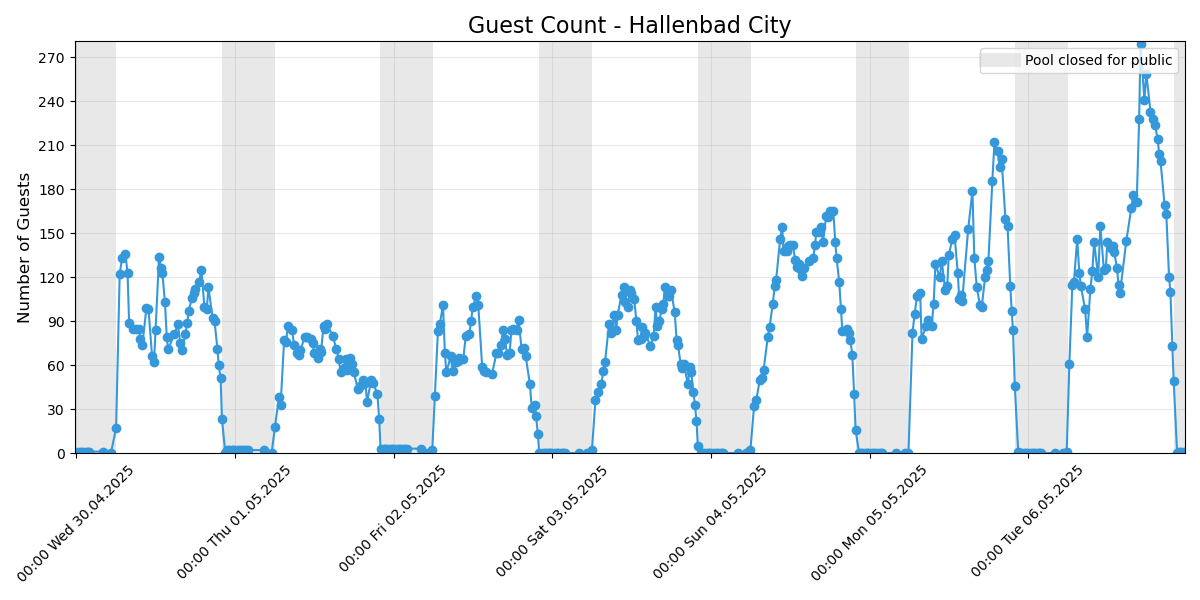 Guest Count - Hallenbad City
Pool closed for public
Number of Guests
270
240
210
180
150
120
90
60
30
0
00:00 Wed 30.04.2025
00:00 Thu 01.05.2025
00:00 Fri 02.05.2025
00:00 Sat 03.05.2025
00:00 Sun 04.05.2025
00:00 Mon 05.05.2025
00:00 Tue 06.05.2025